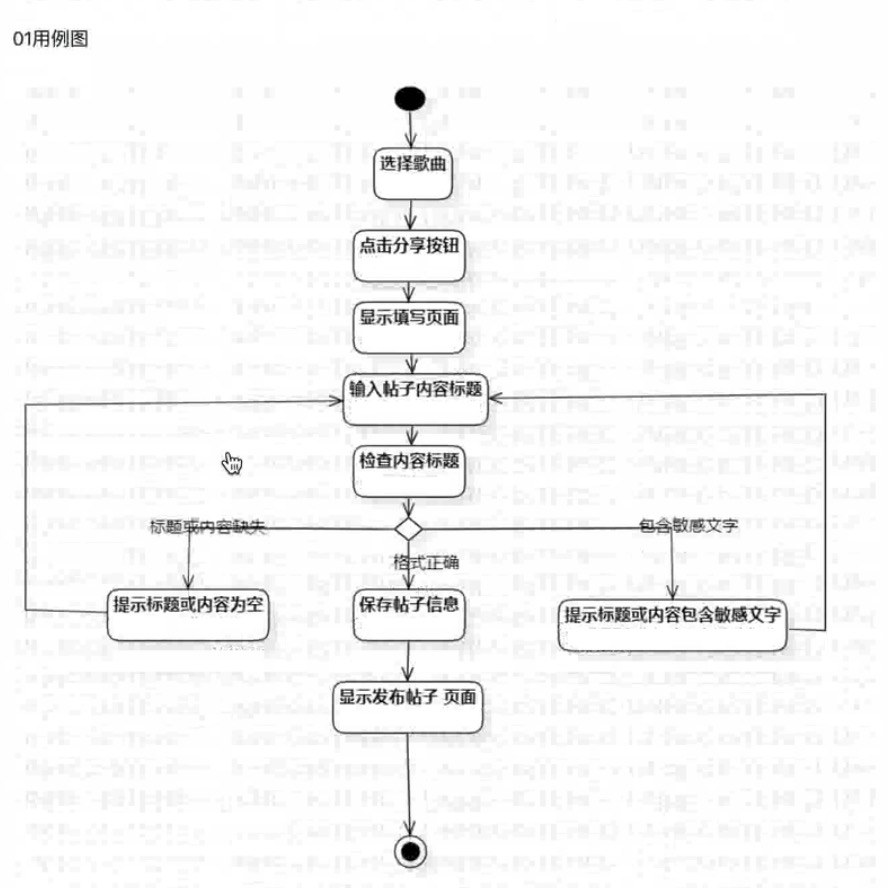 01用例图
选择歌曲
点击分享按钮
显示填写页面
输入帖子内容标题
检查内容标题
标题或内容缺失
包含敏感文字
格式正确
提示标题或内容为空
保存帖子信息
提示标题或内容包含敏感文字
显示发布帖子 页面